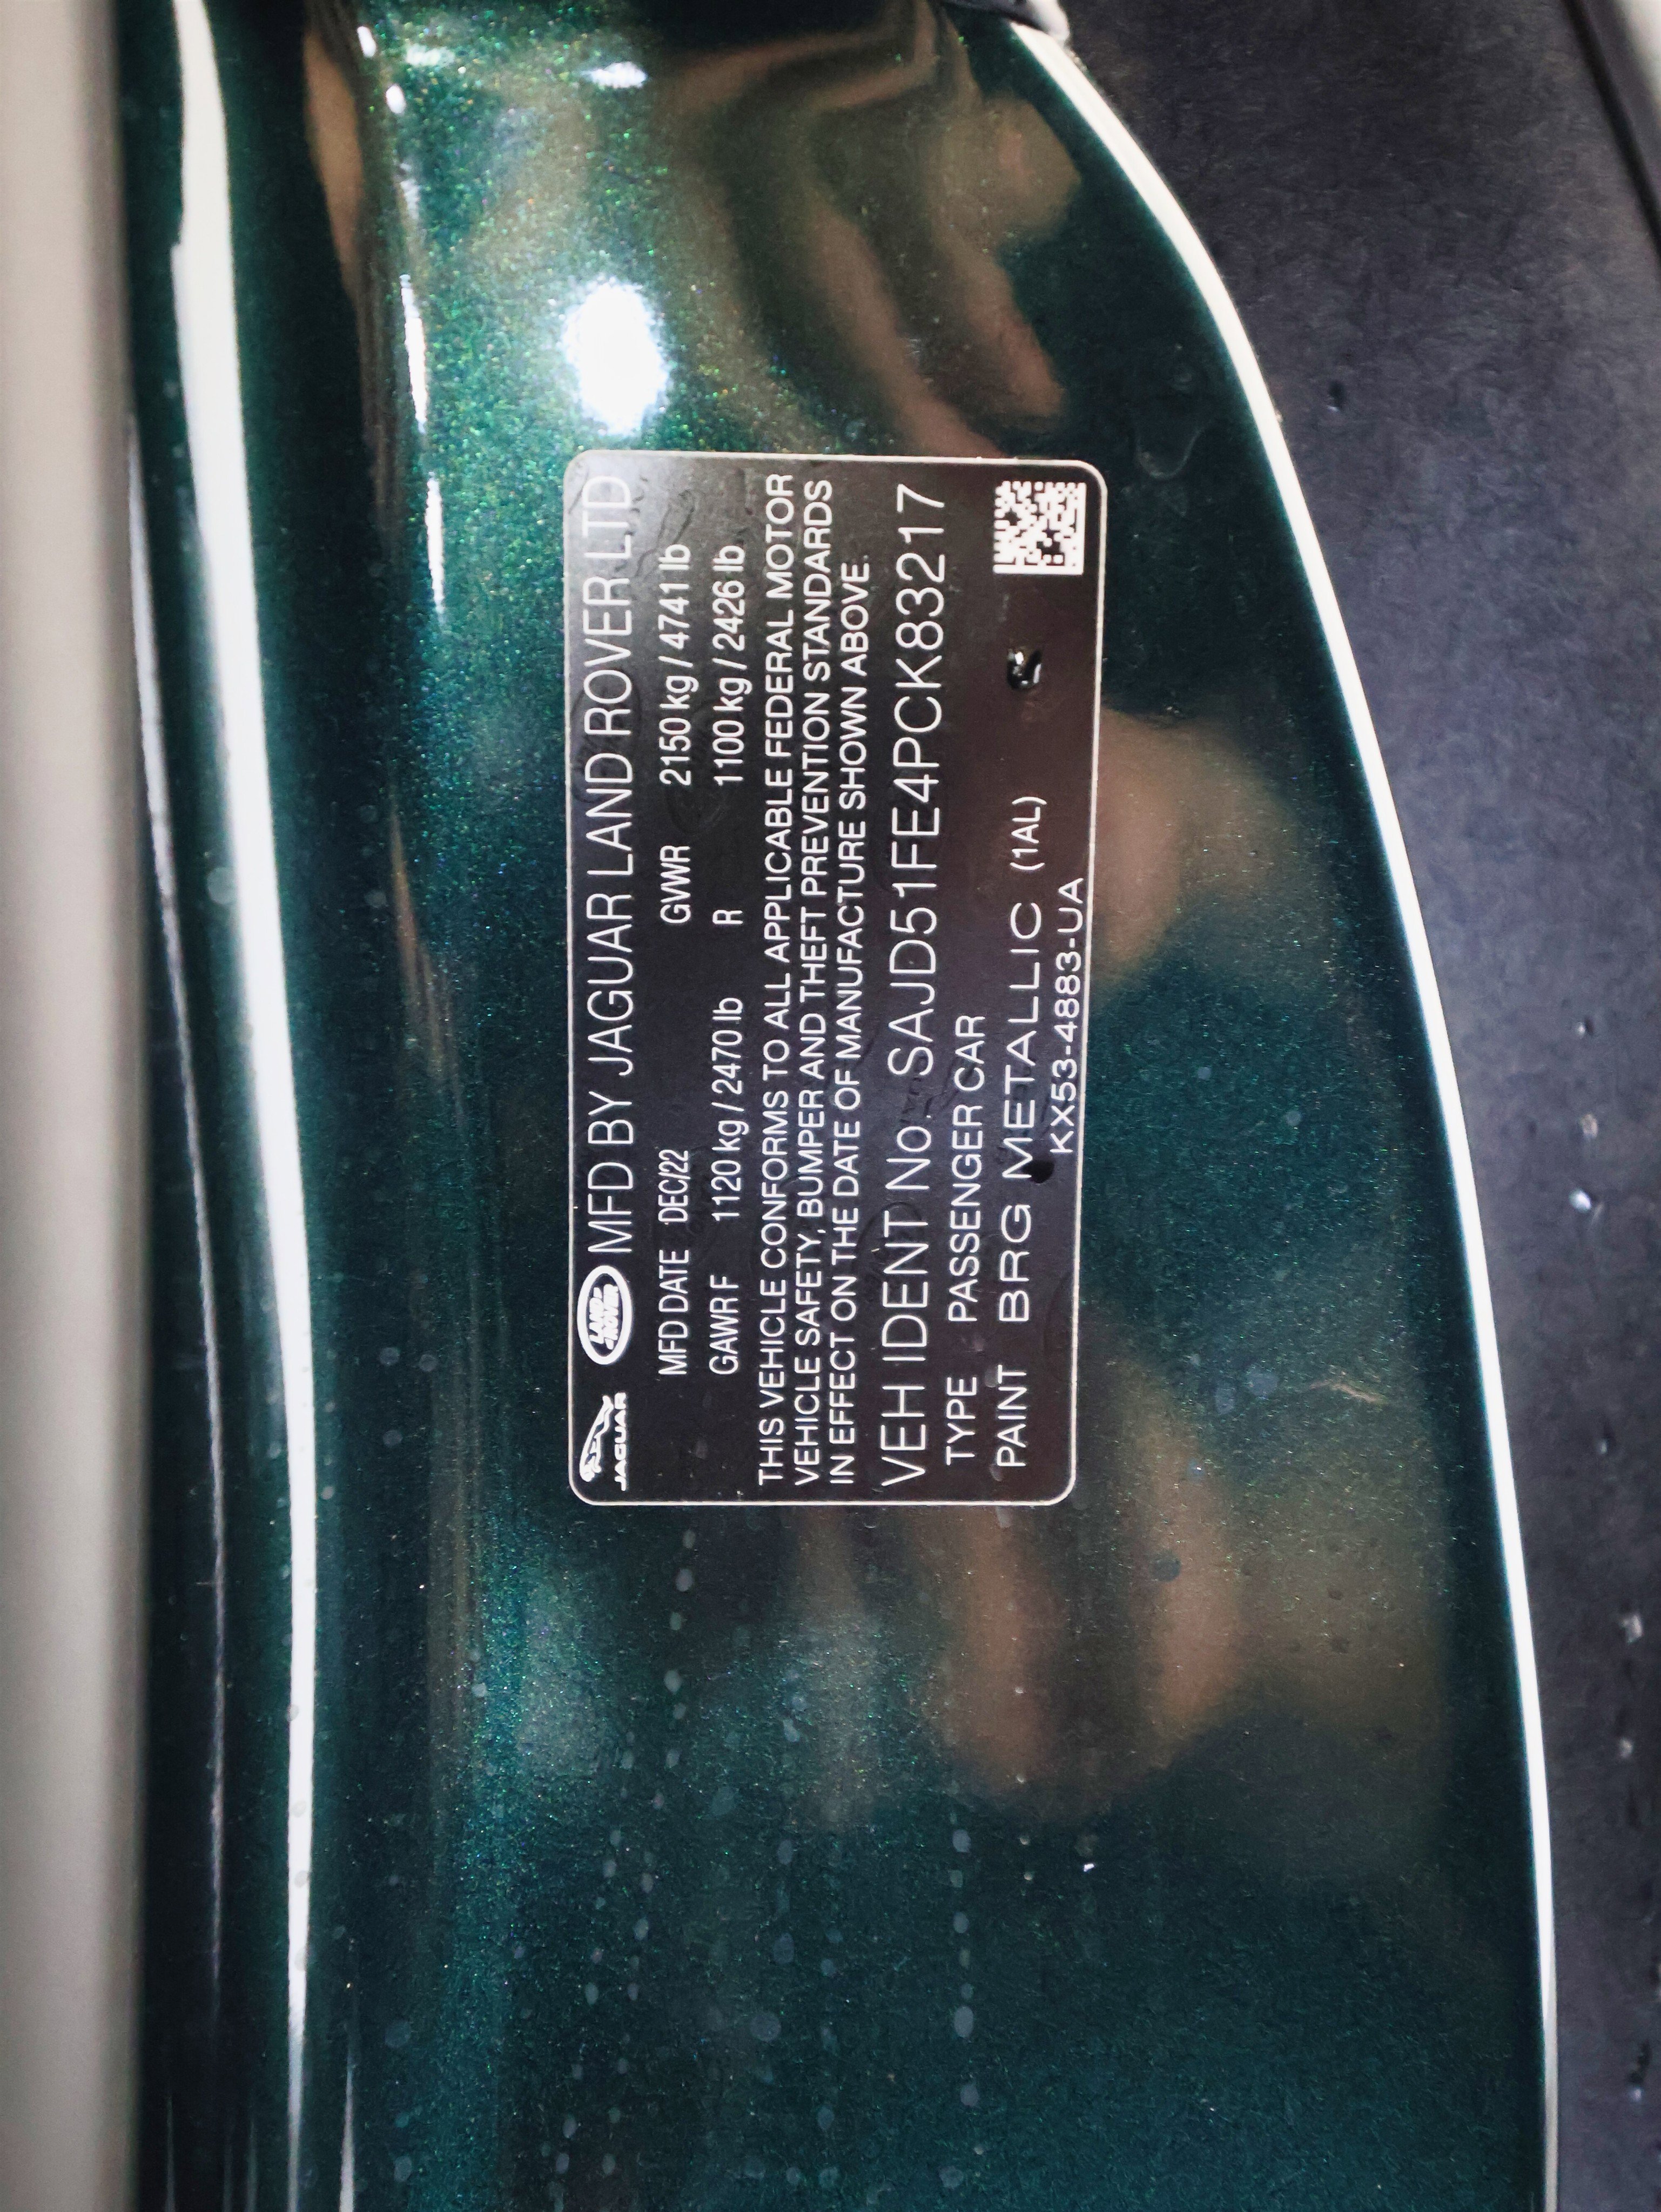 JAGUAR LAND ROVER MFD BY JAGUAR LAND ROVER LTD
MFD DATE DEC/22 GVWR 2150 kg / 4741 lb
GAWR F 1120 kg / 2470 lb R 1100 kg / 2426 lb
THIS VEHICLE CONFORMS TO ALL APPLICABLE FEDERAL MOTOR
VEHICLE SAFETY, BUMPER AND THEFT PREVENTION STANDARDS
IN EFFECT ON THE DATE OF MANUFACTURE SHOWN ABOVE.
VEH IDENT No SAJD51FE4PCK83217
TYPE PASSENGER CAR
PAINT BRG METALLIC (1AL)
KX53-4883-UA